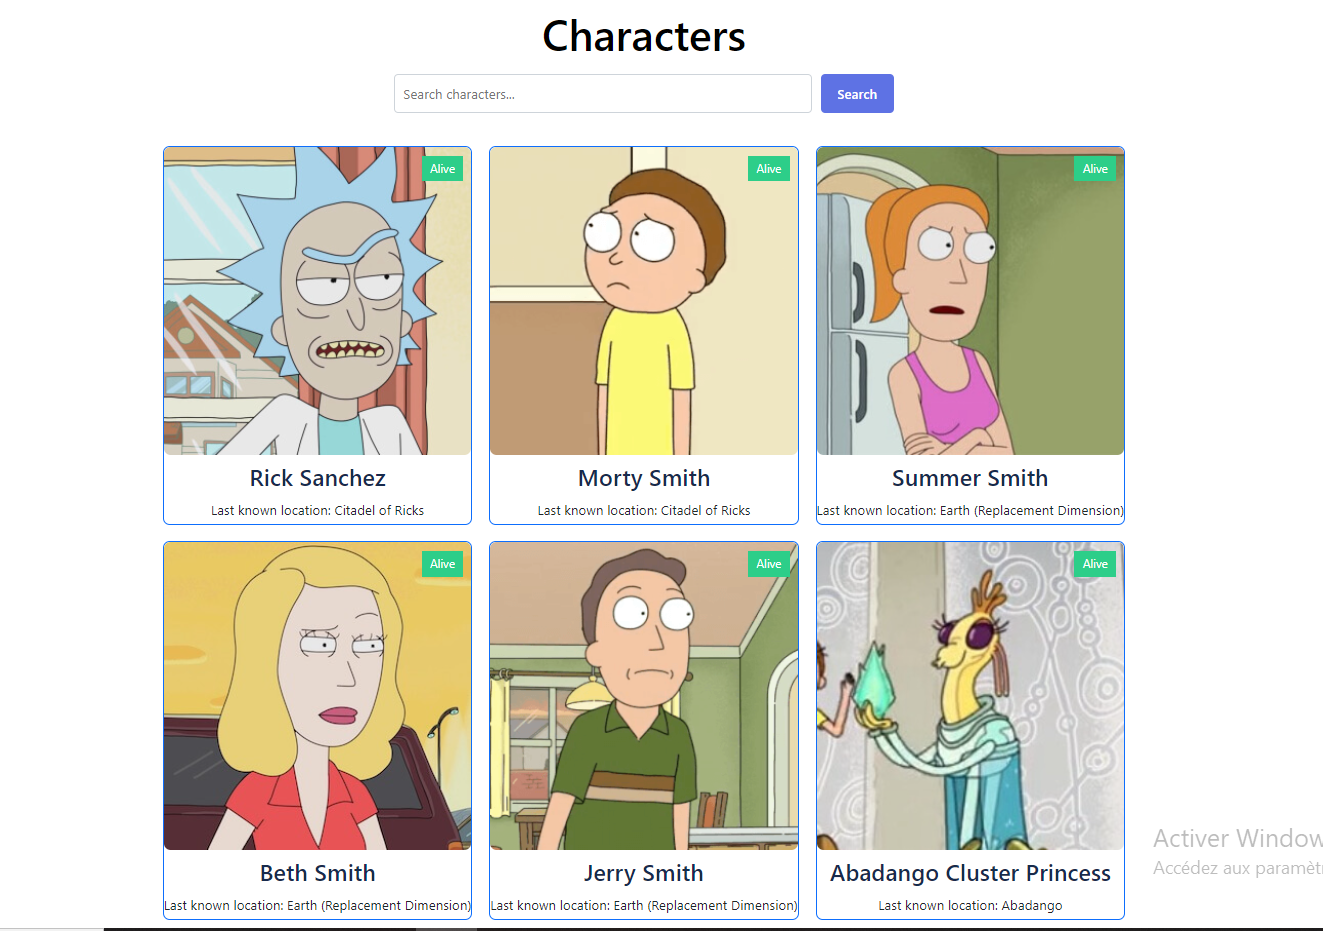 Characters
Search characters...
Search
Alive
Alive
Alive
Rick Sanchez
Morty Smith
Summer Smith
Last known location: Citadel of Ricks
Last known location: Citadel of Ricks
Last known location: Earth (Replacement Dimension)
Alive
Alive
Alive
Beth Smith
Jerry Smith
Abadango Cluster Princess
Last known location: Earth (Replacement Dimension)
Last known location: Earth (Replacement Dimension)
Last known location: Abadango
Activer Window
Accédez aux paramètr